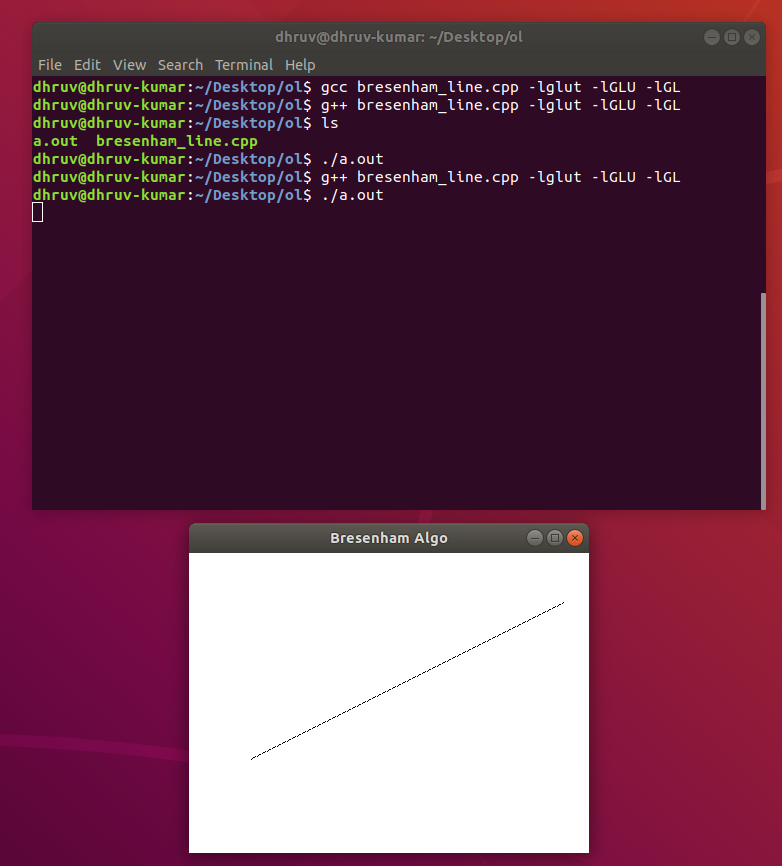 dhruv@dhruv-kumar: ~/Desktop/ol
File Edit View Search Terminal Help
dhruv@dhruv-kumar:~/Desktop/ol$ gcc bresenham_line.cpp -lglut -lGLU -lGL
dhruv@dhruv-kumar:~/Desktop/ol$ g++ bresenham_line.cpp -lglut -lGLU -lGL
dhruv@dhruv-kumar:~/Desktop/ol$ ls
a.out  bresenham_line.cpp
dhruv@dhruv-kumar:~/Desktop/ol$ ./a.out
dhruv@dhruv-kumar:~/Desktop/ol$ g++ bresenham_line.cpp -lglut -lGLU -lGL
dhruv@dhruv-kumar:~/Desktop/ol$ ./a.out
Bresenham Algo